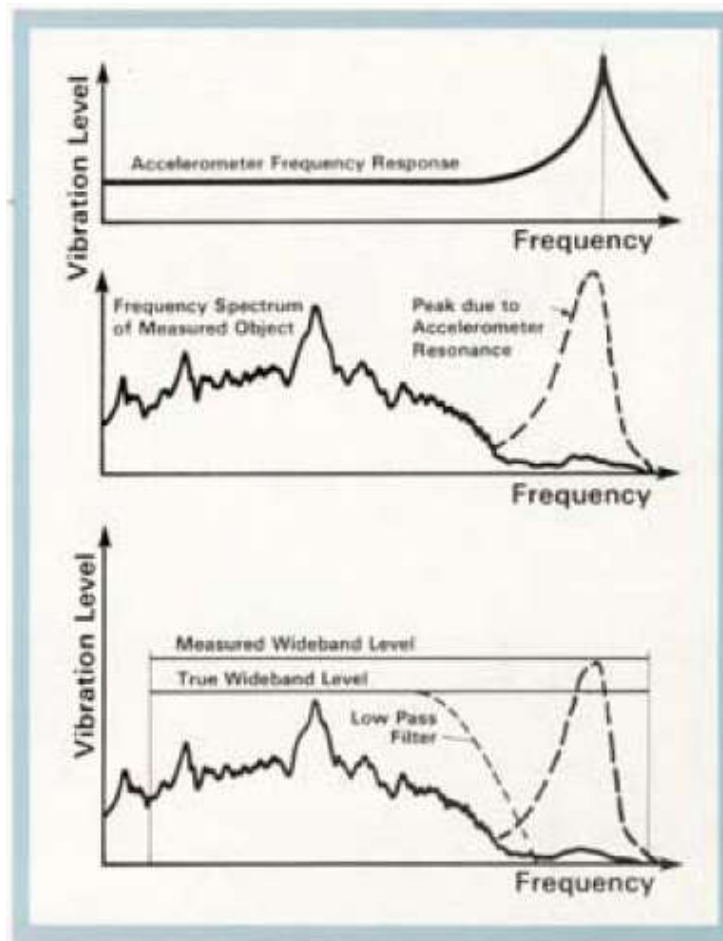 Vibration Level
Accelerometer Frequency Response
Frequency
Frequency Spectrum
of Measured Object
Peak due to
Accelerometer
Resonance
Frequency
Vibration Level
Measured Wideband Level
True Wideband Level
Low Pass
Filter
Frequency